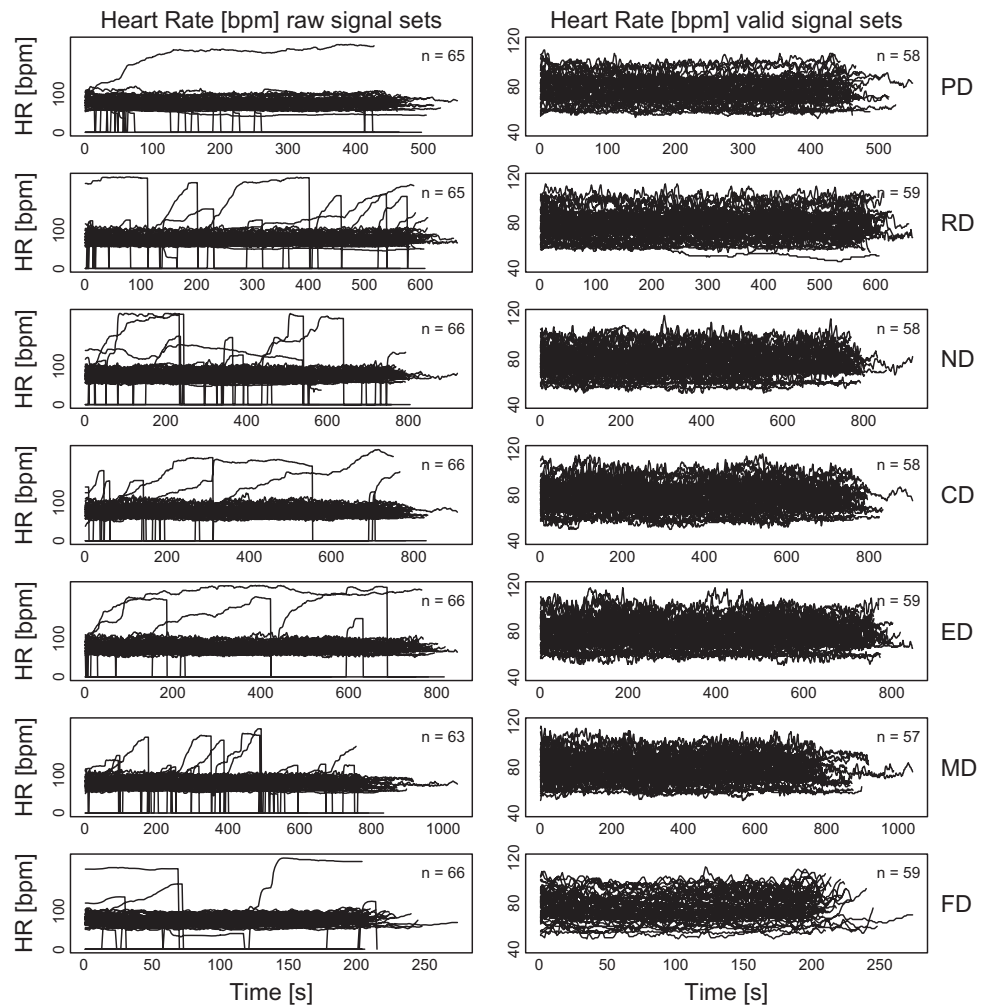 Heart Rate [bpm] raw signal sets
Heart Rate [bpm] valid signal sets
HR [bpm]
0 100
n = 65
0 100 200 300 400 500
40 80 120
n = 58
0 100 200 300 400 500
PD
HR [bpm]
0 100
n = 65
0 100 200 300 400 500 600
40 80 120
n = 59
0 100 200 300 400 500 600
RD
HR [bpm]
0 100
n = 66
0 200 400 600 800
40 80 120
n = 58
0 200 400 600 800
ND
HR [bpm]
0 100
n = 66
0 200 400 600 800
40 80 120
n = 58
0 200 400 600 800
CD
HR [bpm]
0 100
n = 66
0 200 400 600 800
40 80 120
n = 59
0 200 400 600 800
ED
HR [bpm]
0 100
n = 63
0 200 400 600 800 1000
40 80 120
n = 57
0 200 400 600 800 1000
MD
HR [bpm]
0 100
n = 66
0 50 100 150 200 250
40 80 120
n = 59
0 50 100 150 200 250
FD
Time [s]
Time [s]